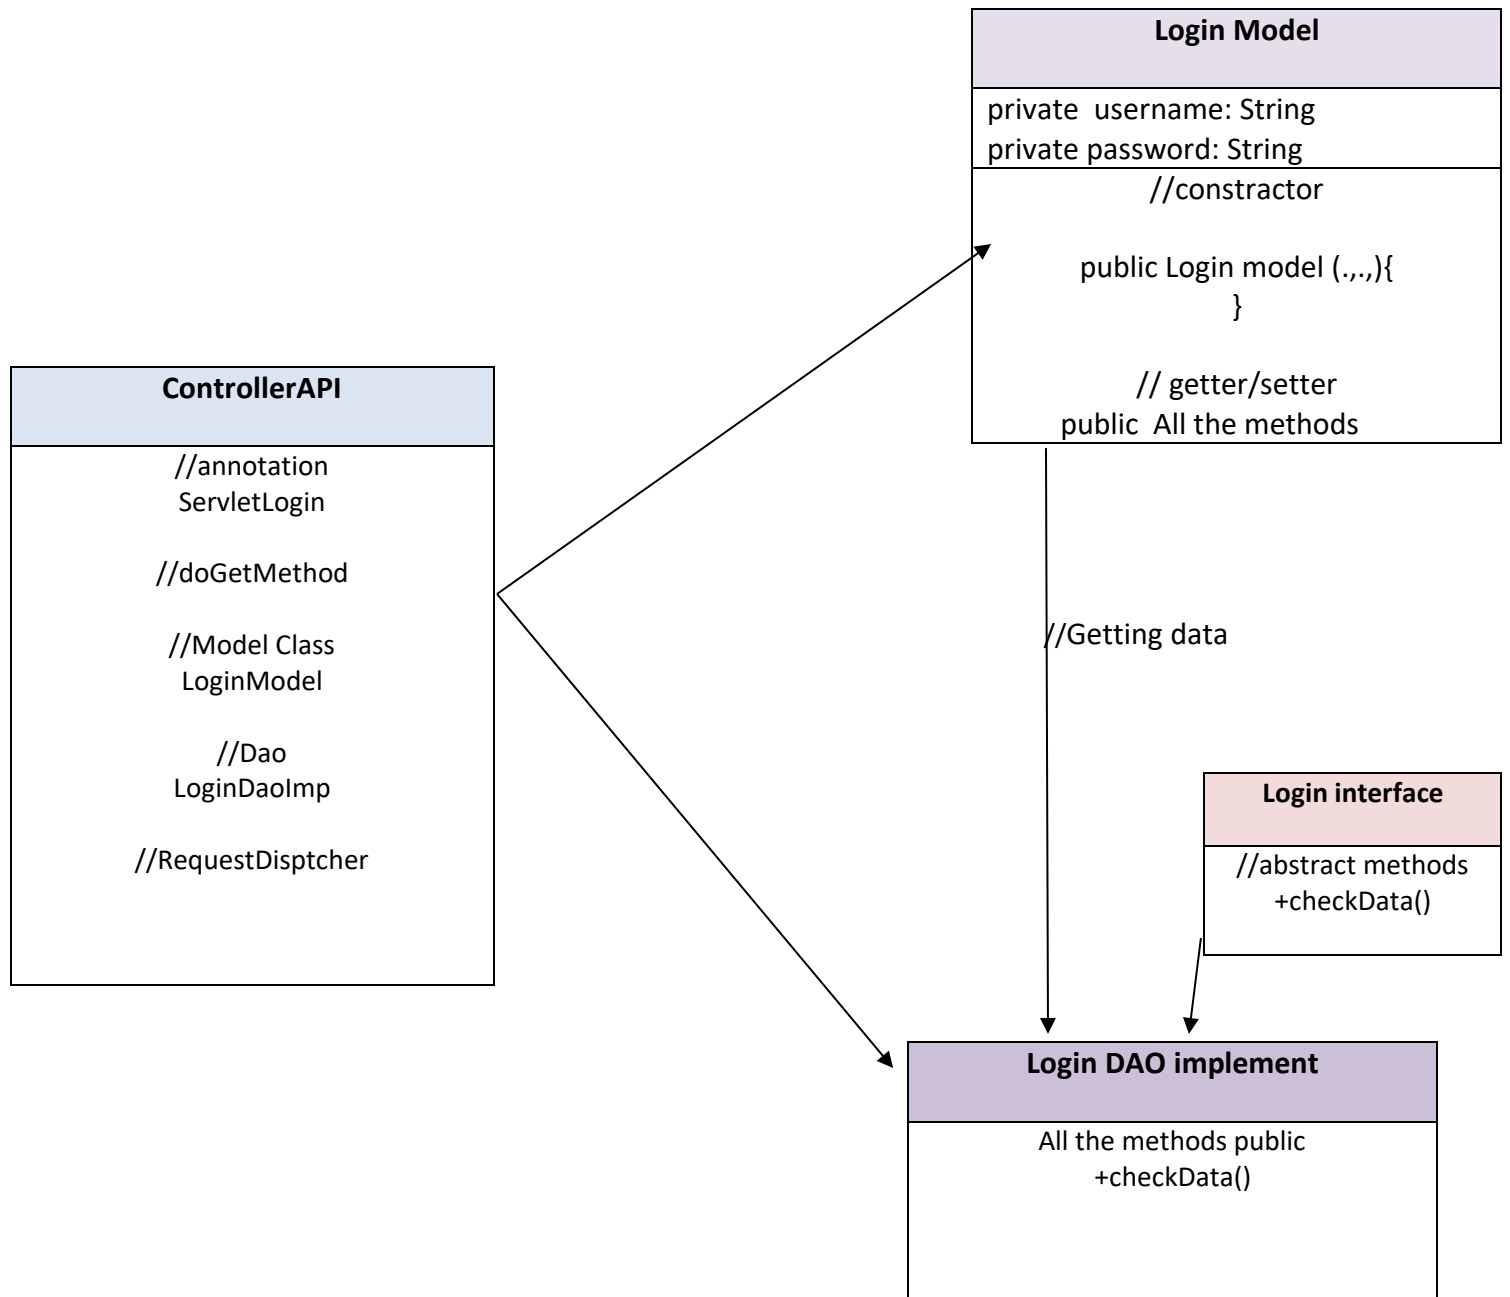 Login Model
private  username: String
private password: String
//constractor
public Login model (.,.,){
}
// getter/setter
public  All the methods
ControllerAPI
//annotation
ServletLogin
//doGetMethod
//Model Class
LoginModel
//Dao
LoginDaoImp
//RequestDisptcher
//Getting data
Login interface
//abstract methods
+checkData()
Login DAO implement
All the methods public
+checkData()